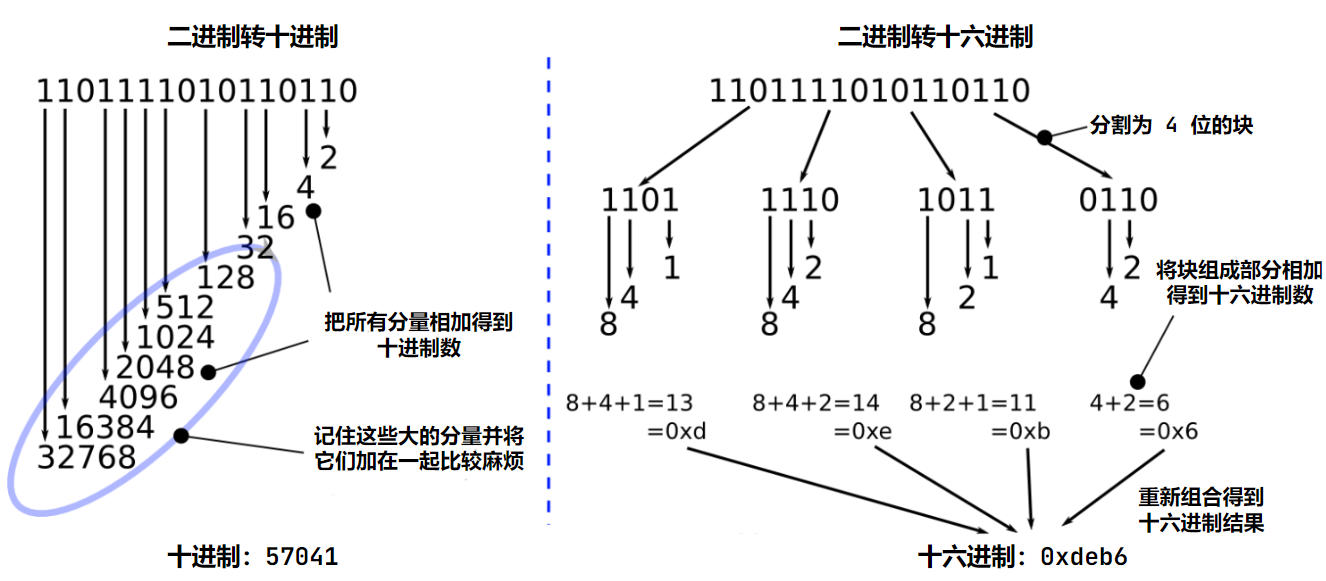 二进制转十进制
1101111010110110
2
4
16
32
128
512
1024
2048
4096
16384
32768
把所有分量相加得到
十进制数
记住这些大的分量并将
它们加在一起比较麻烦
十进制：57041
二进制转十六进制
1101111010110110
分割为 4 位的块
1101
1110
1011
0110
1
4
8
2
4
8
1
2
8
2
4
将块组成部分相加
得到十六进制数
8+4+1=13
=0xd
8+4+2=14
=0xe
8+2+1=11
=0xb
4+2=6
=0x6
重新组合得到
十六进制结果
十六进制：0xdeb6